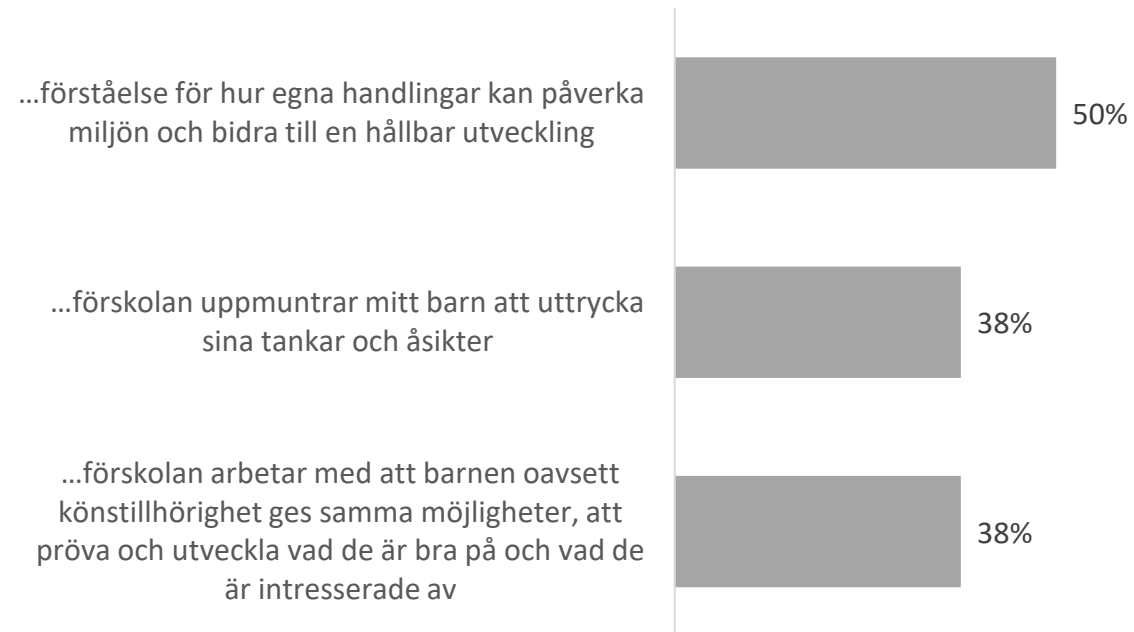 …förståelse för hur egna handlingar kan påverka
miljön och bidra till en hållbar utveckling
50%
…förskolan uppmuntrar mitt barn att uttrycka
sina tankar och åsikter
38%
…förskolan arbetar med att barnen oavsett
könstillhörighet ges samma möjligheter, att
pröva och utveckla vad de är bra på och vad de
är intresserade av
38%